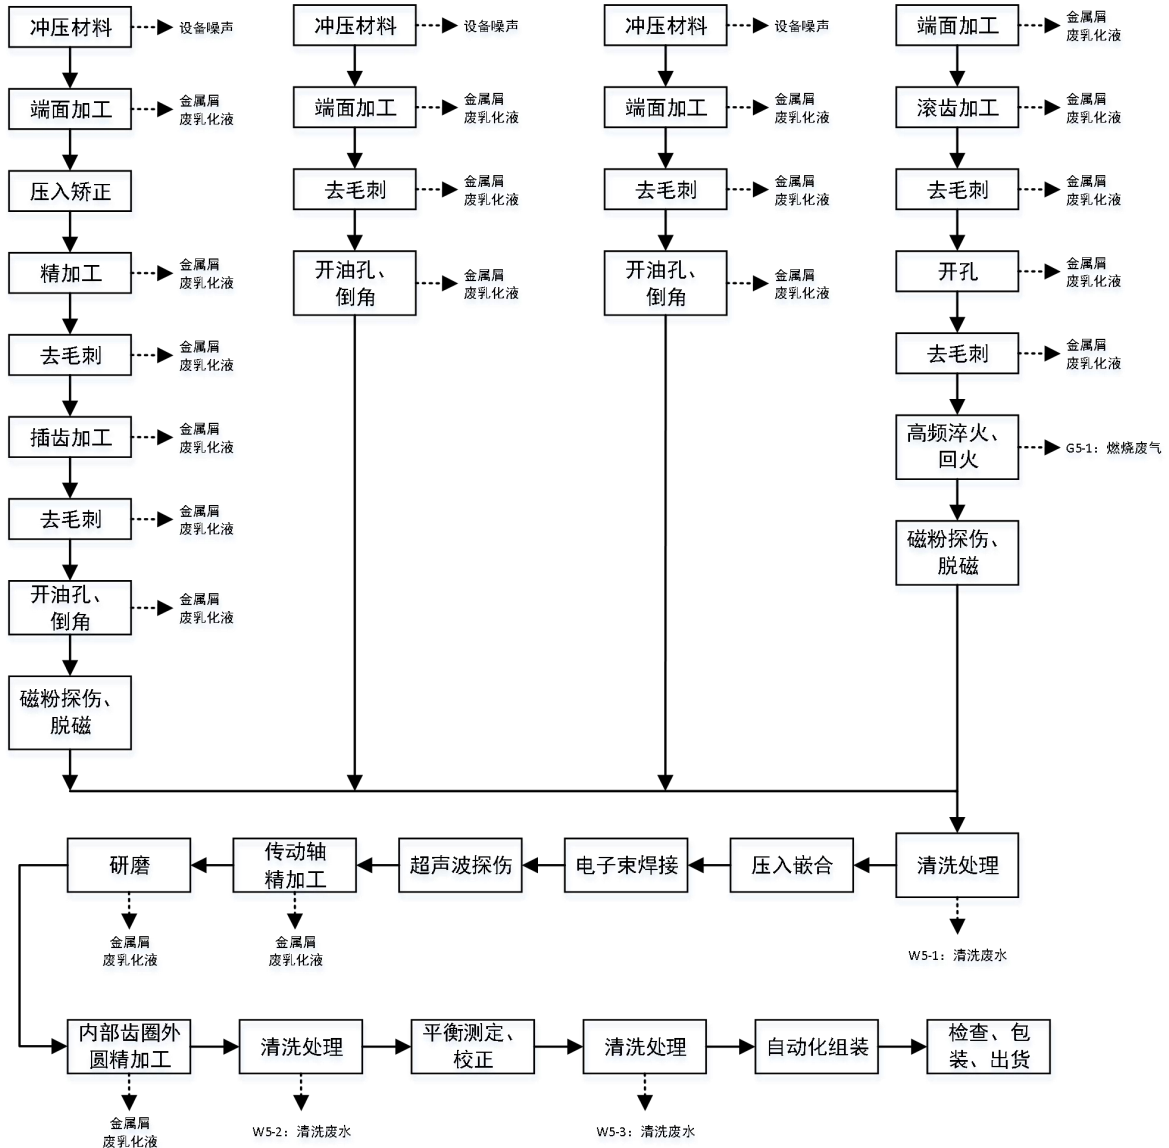 冲压材料
设备噪声
端面加工
金属屑
废乳化液
压入矫正
精加工
金属屑
废乳化液
去毛刺
金属屑
废乳化液
插齿加工
金属屑
废乳化液
去毛刺
金属屑
废乳化液
开油孔、
倒角
金属屑
废乳化液
磁粉探伤、
脱磁
冲压材料
设备噪声
端面加工
金属屑
废乳化液
去毛刺
金属屑
废乳化液
开油孔、
倒角
金属屑
废乳化液
冲压材料
设备噪声
端面加工
金属屑
废乳化液
去毛刺
金属屑
废乳化液
开油孔、
倒角
金属屑
废乳化液
端面加工
金属屑
废乳化液
滚齿加工
金属屑
废乳化液
去毛刺
金属屑
废乳化液
开孔
金属屑
废乳化液
去毛刺
金属屑
废乳化液
高频淬火、
回火
G5-1：燃烧废气
磁粉探伤、
脱磁
清洗处理
W5-1：清洗废水
压入嵌合
电子束焊接
超声波探伤
传动轴
精加工
金属屑
废乳化液
研磨
金属屑
废乳化液
内部齿圈外
圆精加工
金属屑
废乳化液
清洗处理
W5-2：清洗废水
平衡测定、
校正
清洗处理
W5-3：清洗废水
自动化组装
检查、包
装、出货